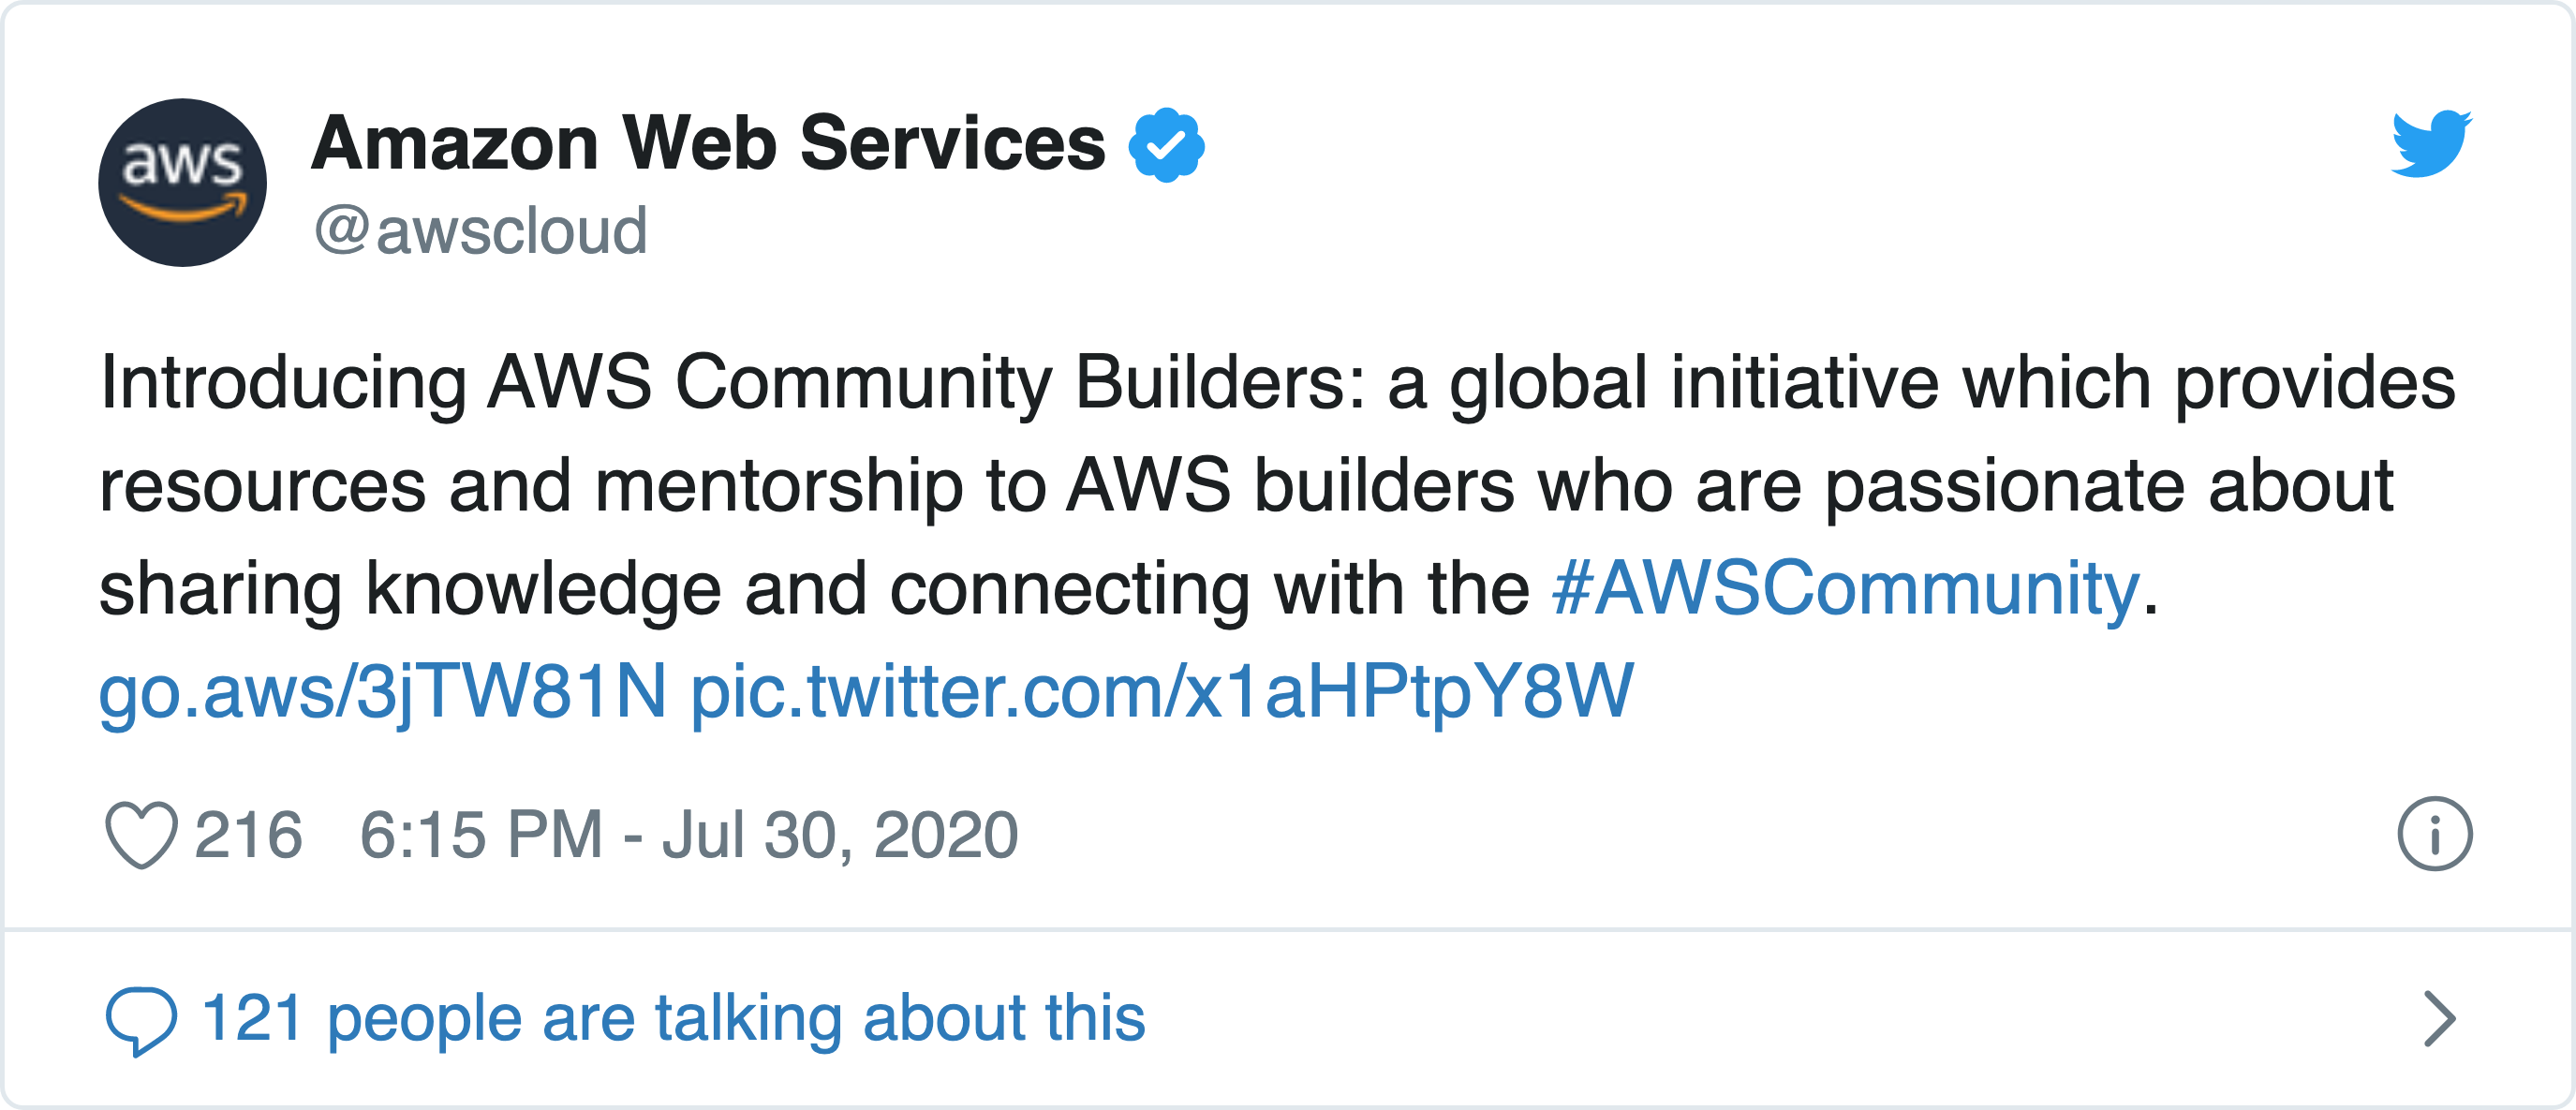 aws
Amazon Web Services
@awscloud
Introducing AWS Community Builders: a global initiative which provides
resources and mentorship to AWS builders who are passionate about
sharing knowledge and connecting with the #AWSCommunity.
go.aws/3jTW81N pic.twitter.com/x1aHPtpY8W
216 6:15 PM - Jul 30, 2020
121 people are talking about this